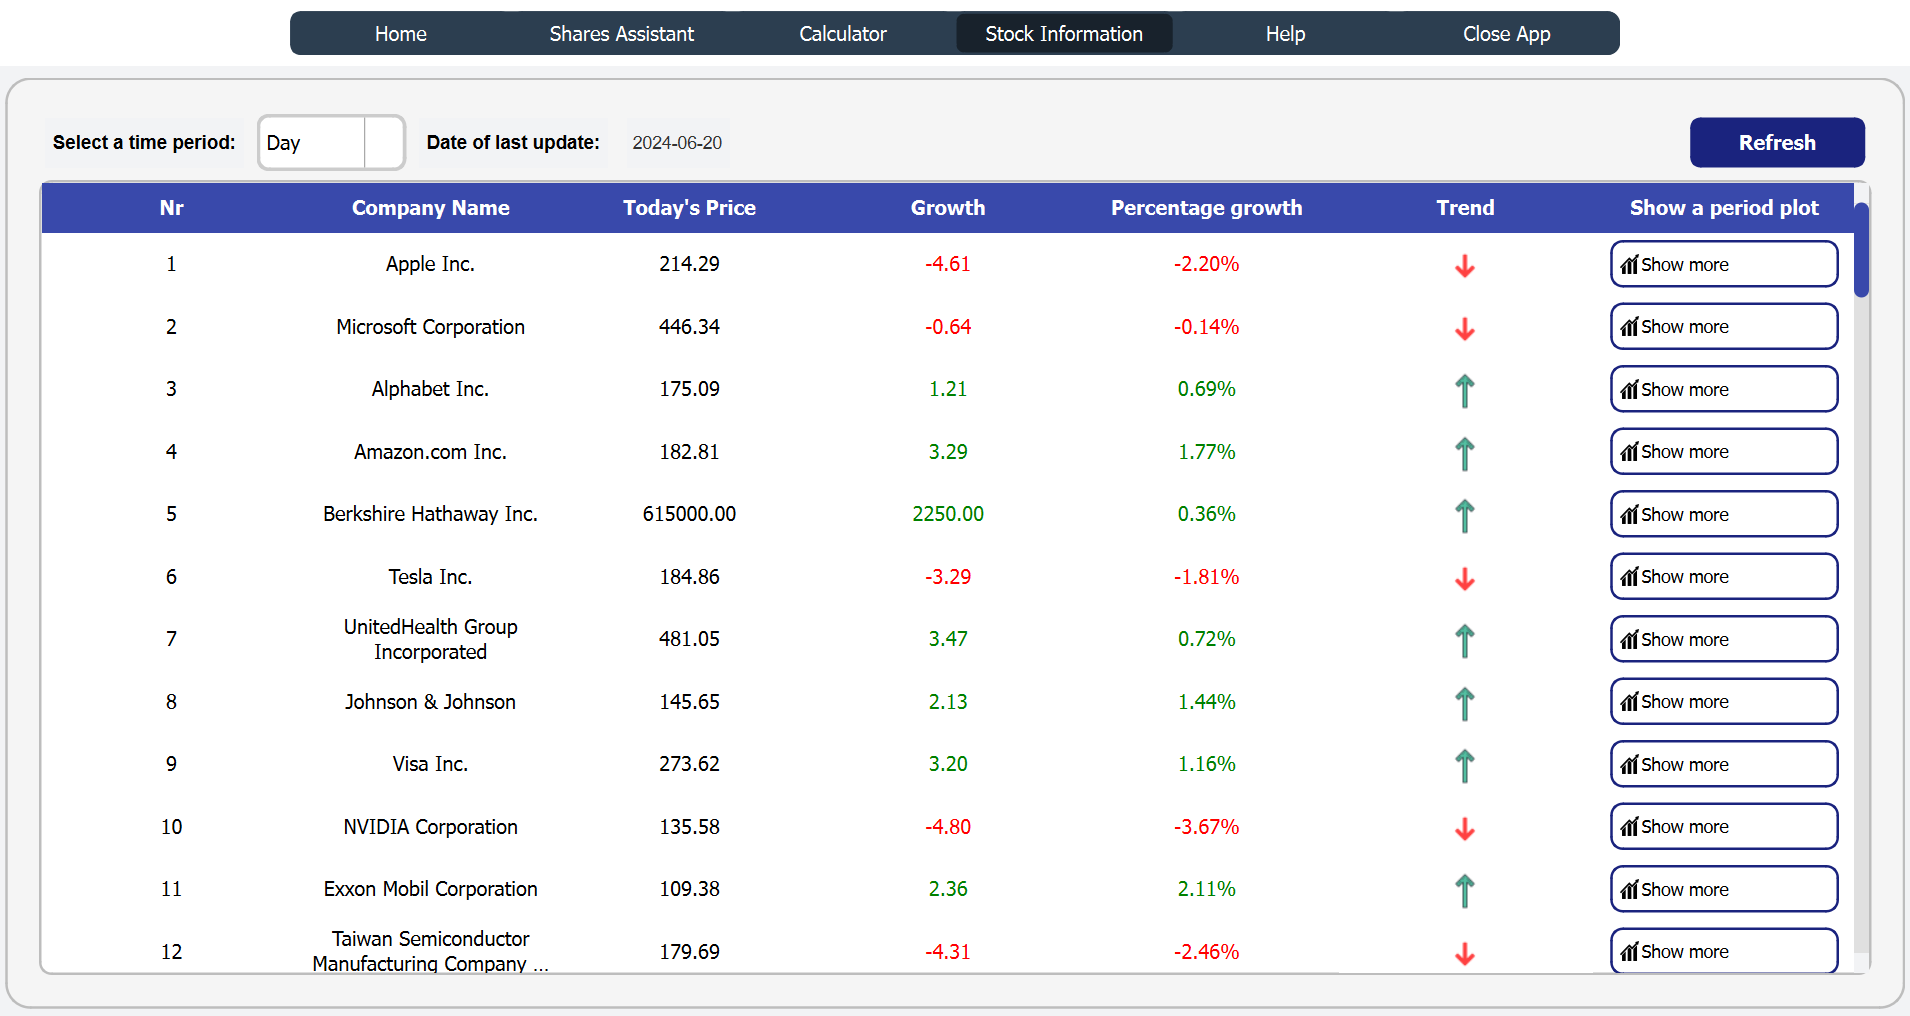 Home Shares Assistant Calculator Stock Information Help Close App
Select a time period: Day Date of last update: 2024-06-20 Refresh
Nr Company Name Today's Price Growth Percentage growth Trend Show a period plot
1 Apple Inc. 214.29 -4.61 -2.20% Show more
2 Microsoft Corporation 446.34 -0.64 -0.14% Show more
3 Alphabet Inc. 175.09 1.21 0.69% Show more
4 Amazon.com Inc. 182.81 3.29 1.77% Show more
5 Berkshire Hathaway Inc. 615000.00 2250.00 0.36% Show more
6 Tesla Inc. 184.86 -3.29 -1.81% Show more
UnitedHealth Group
7 481.05 3.47 0.72% Show more
Incorporated
8 Johnson & Johnson 145.65 2.13 1.44% Show more
9 Visa Inc. 273.62 3.20 1.16% Show more
10 NVIDIA Corporation 135.58 -4.80 -3.67% Show more
11 Exxon Mobil Corporation 109.38 2.36 2.11% Show more
Taiwan Semiconductor
12 179.69 -4.31 -2.46% Show more
Manufacturing Company ...